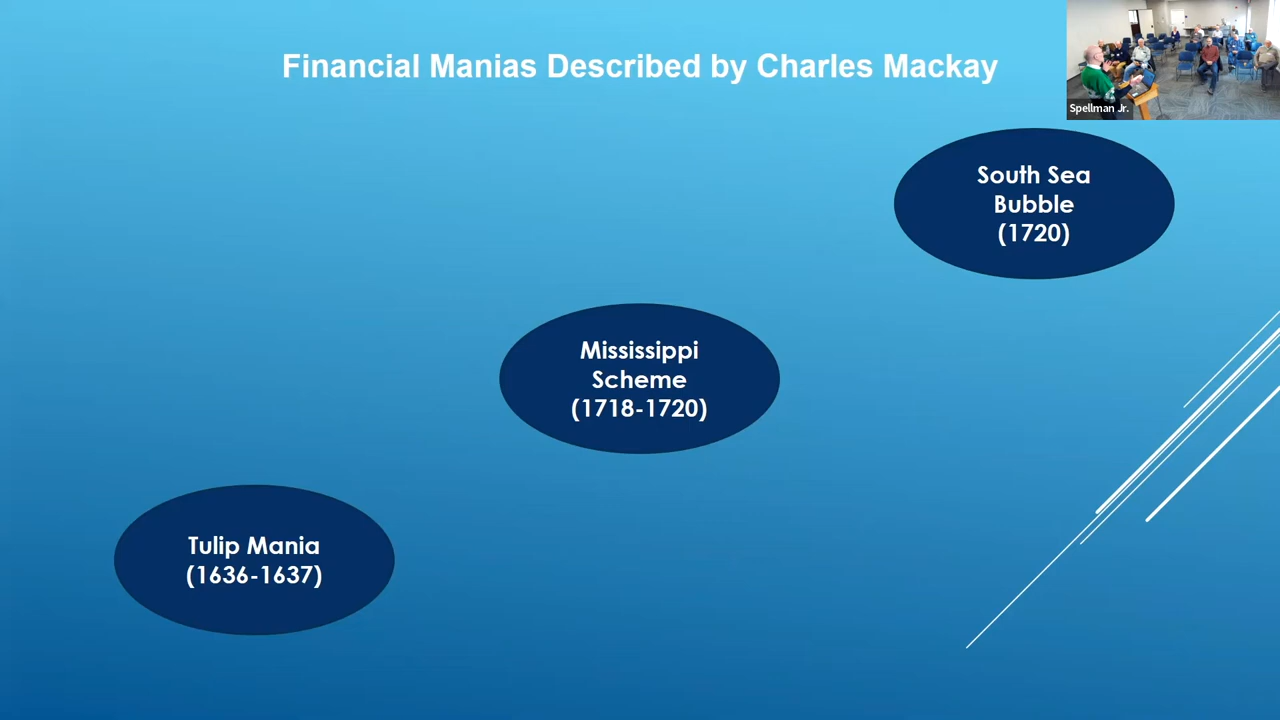 Financial Manias Described by Charles Mackay
Spellman Jr.
South Sea
Bubble
(1720)
Mississippi
Scheme
(1718-1720)
Tulip Mania
(1636-1637)